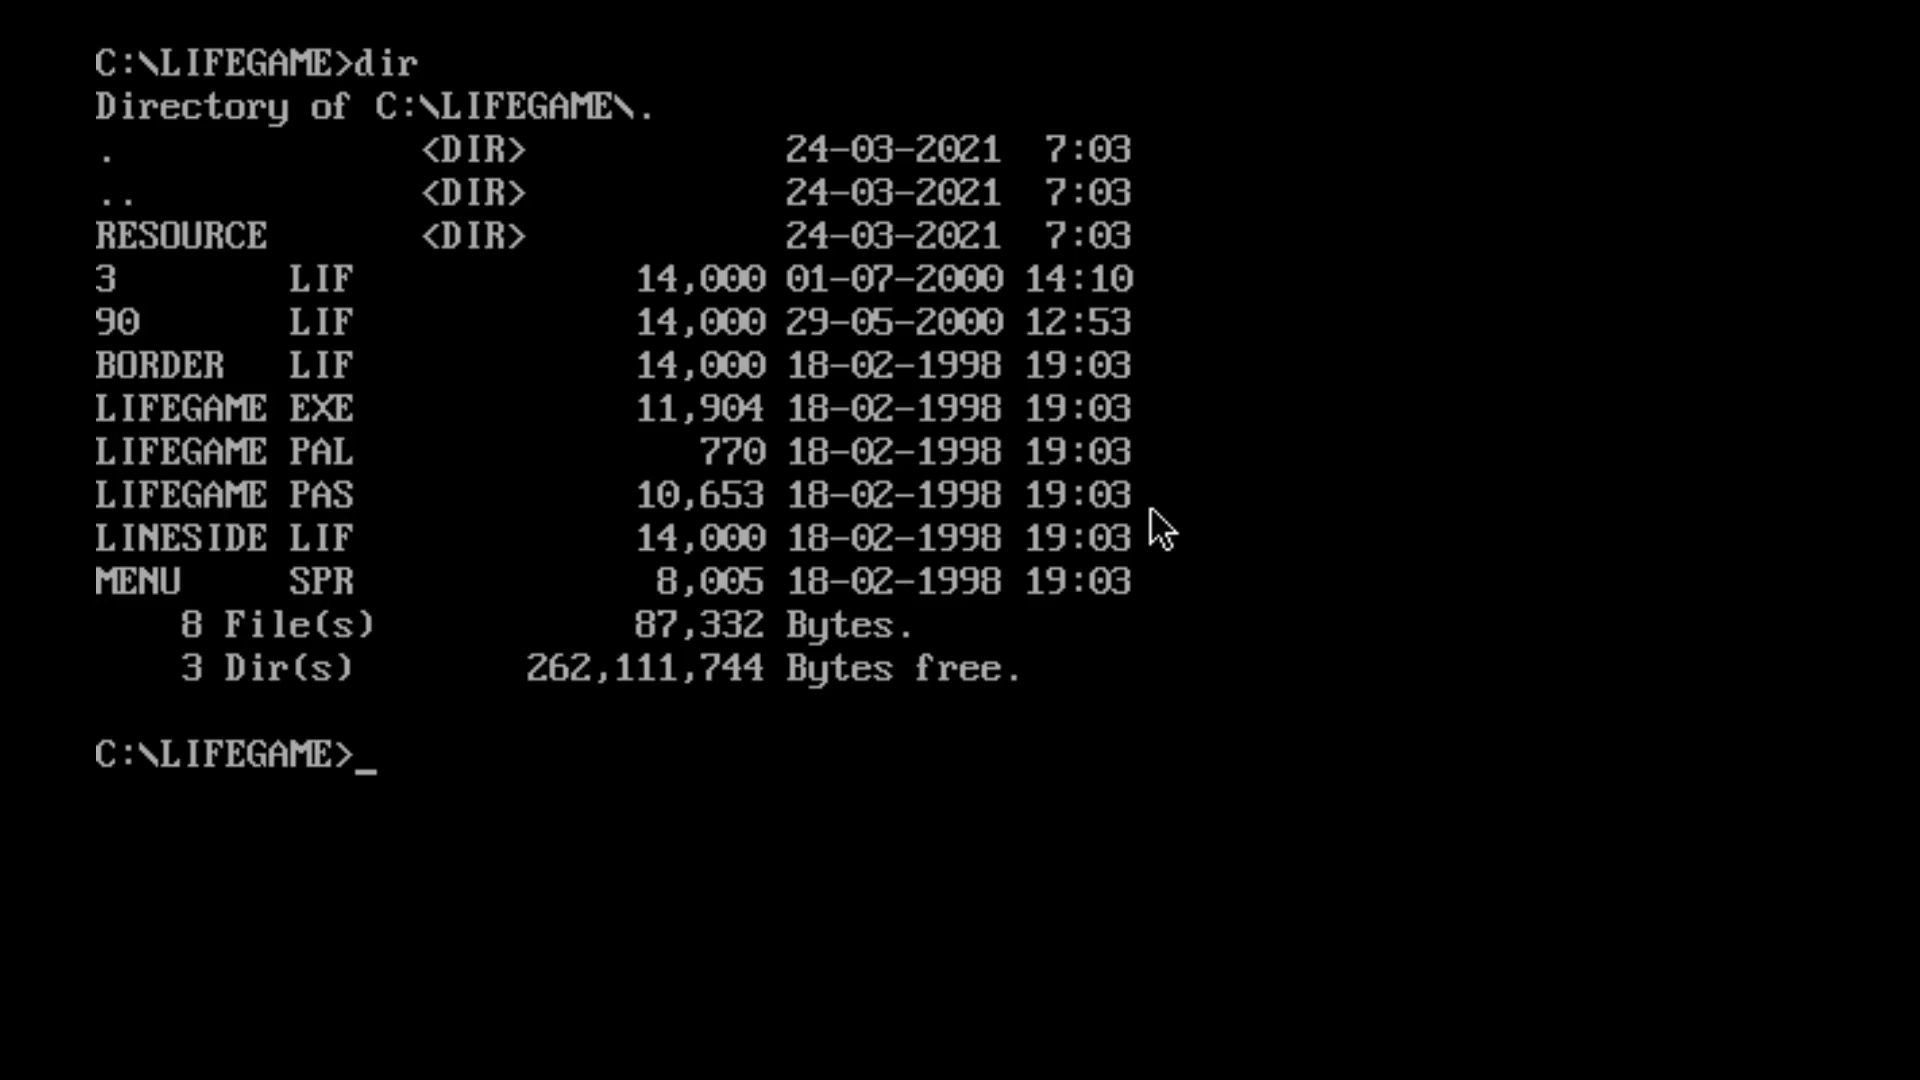 C:\LIFEGAME>dir
Directory of C:\LIFEGAME\.
. <DIR> 24-03-2021 7:03
.. <DIR> 24-03-2021 7:03
RESOURCE <DIR> 24-03-2021 7:03
3 LIF 14,000 01-07-2000 14:10
90 LIF 14,000 29-05-2000 12:53
BORDER LIF 14,000 18-02-1998 19:03
LIFEGAME EXE 11,904 18-02-1998 19:03
LIFEGAME PAL 770 18-02-1998 19:03
LIFEGAME PAS 10,653 18-02-1998 19:03
LINESIDE LIF 14,000 18-02-1998 19:03
MENU SPR 8,005 18-02-1998 19:03
8 File(s) 87,332 Bytes.
3 Dir(s) 262,111,744 Bytes free.
C:\LIFEGAME>_